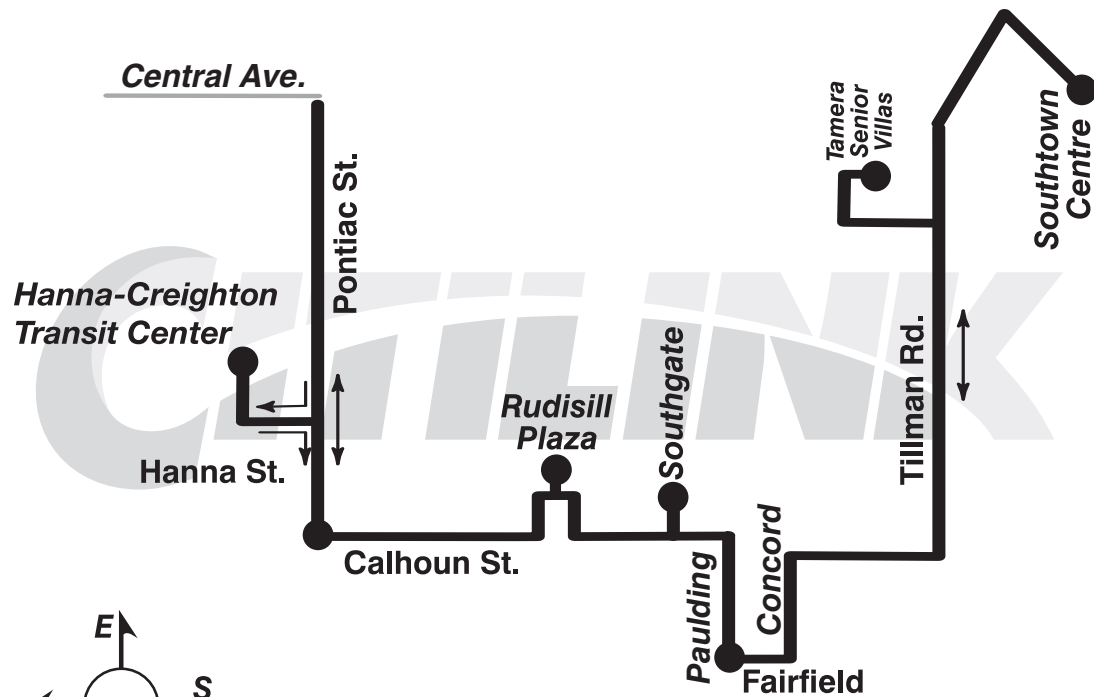 Central Ave.
Pontiac St.
Hanna-Creighton
Transit Center
Hanna St.
Calhoun St.
Rudisill
Plaza
Southgate
Paulding
Concord
Fairfield
Tillman Rd.
Tamera
Senior
Villas
Southtown
Centre
CITILINK
E
S